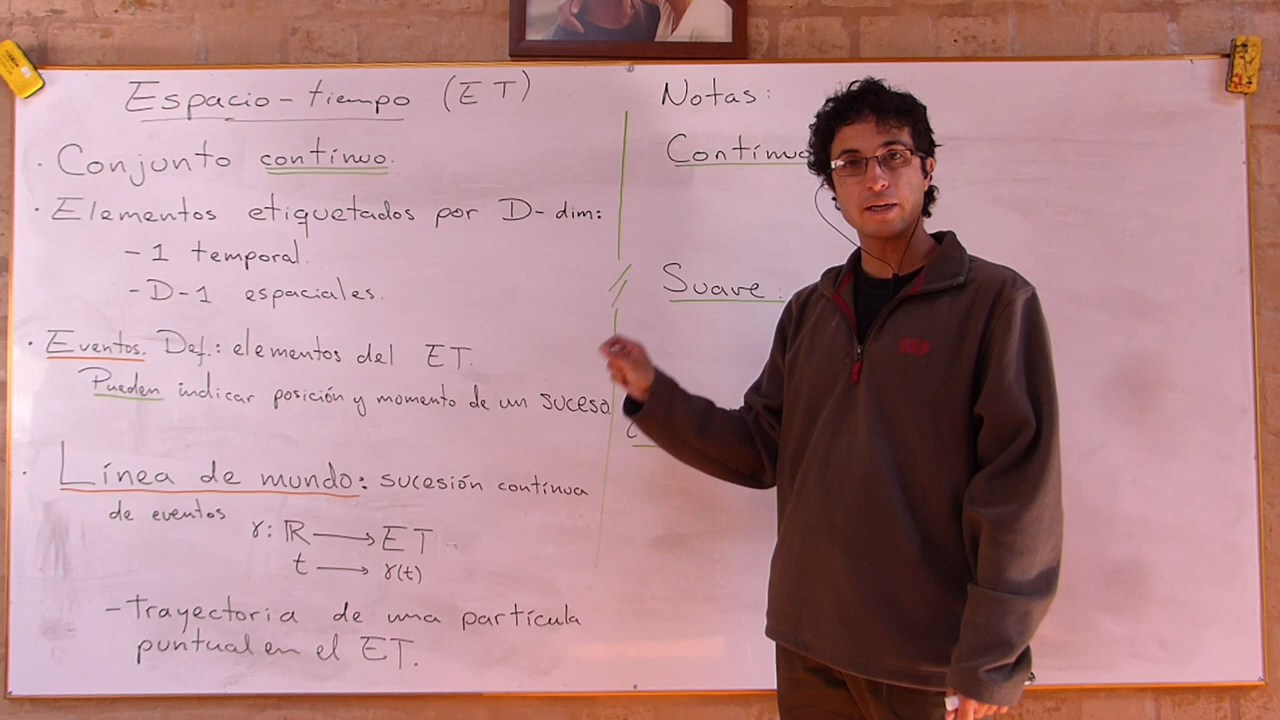 Espacio-tiempo (ET)
· Conjunto continuo.
· Elementos etiquetados por D-dim:
- 1 temporal.
- D-1 espaciales.
· Eventos. Def.: elementos del ET.
Pueden indicar posición y momento de un suceso
· Línea de mundo: sucesión continua
de eventos
γ: ℝ → ET
t → γ(t)
- trayectoria de una partícula
puntual en el ET.
Notas:
Suave.